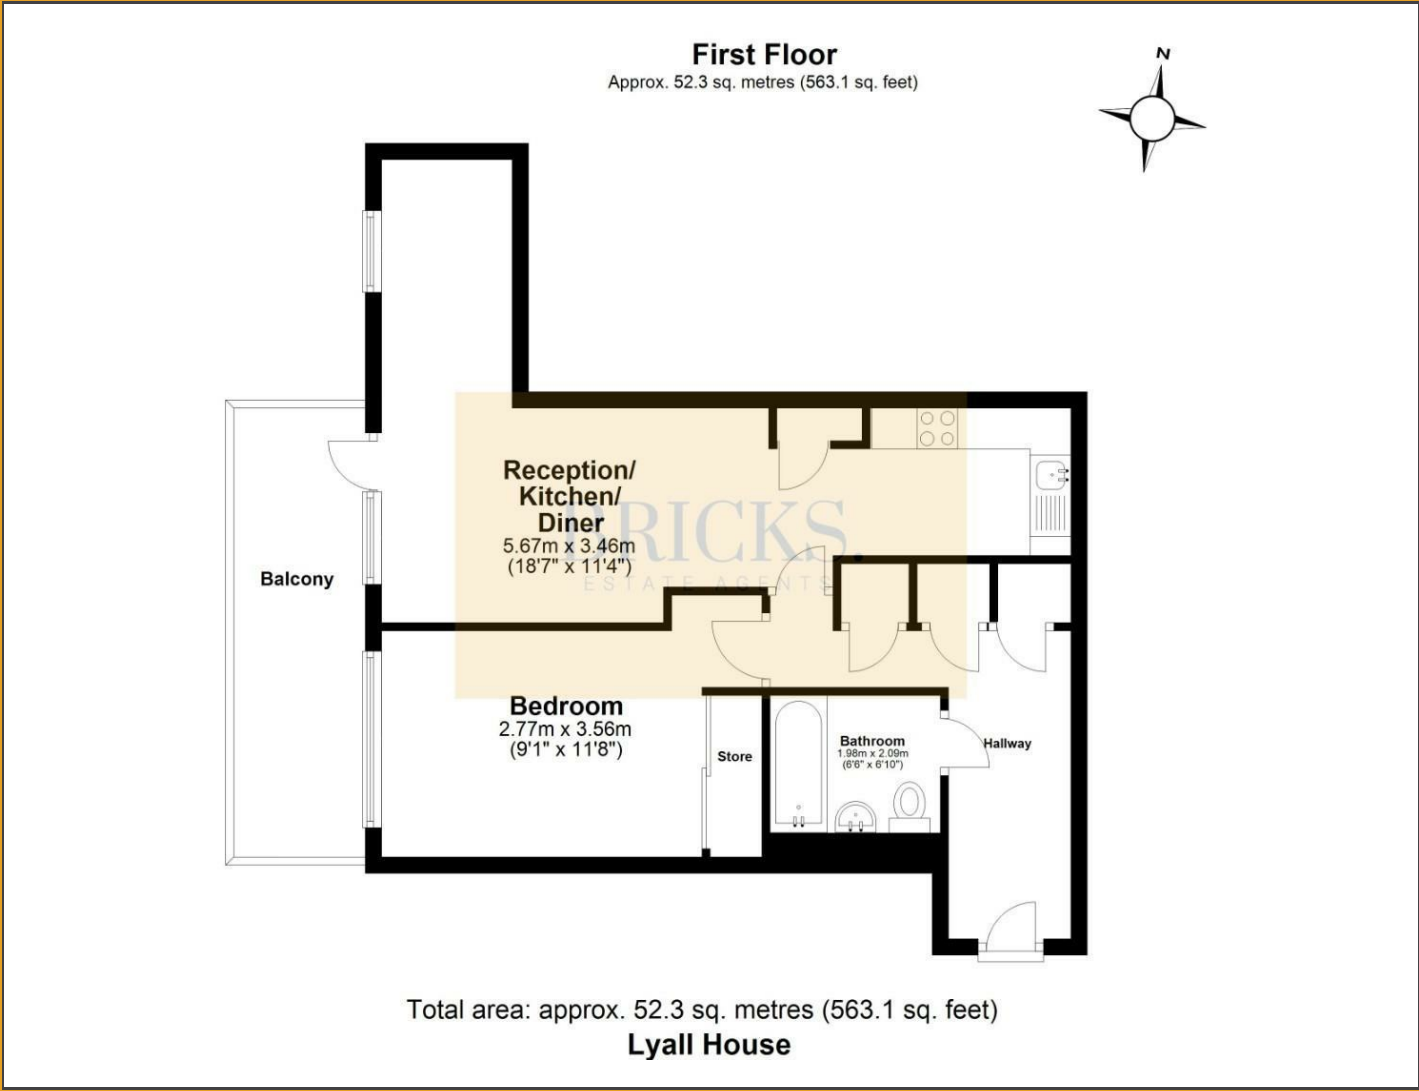 First Floor
Approx. 52.3 sq. metres (563.1 sq. feet)
N
Reception/
Kitchen/
Diner
5.67m x 3.46m
(18'7" x 11'4")
BRICKS.
ESTATE AGENTS
Balcony
Bedroom
2.77m x 3.56m
(9'1" x 11'8")
Store
Bathroom
1.98m x 2.09m
(6'6" x 6'10")
Hallway
Total area: approx. 52.3 sq. metres (563.1 sq. feet)
Lyall House